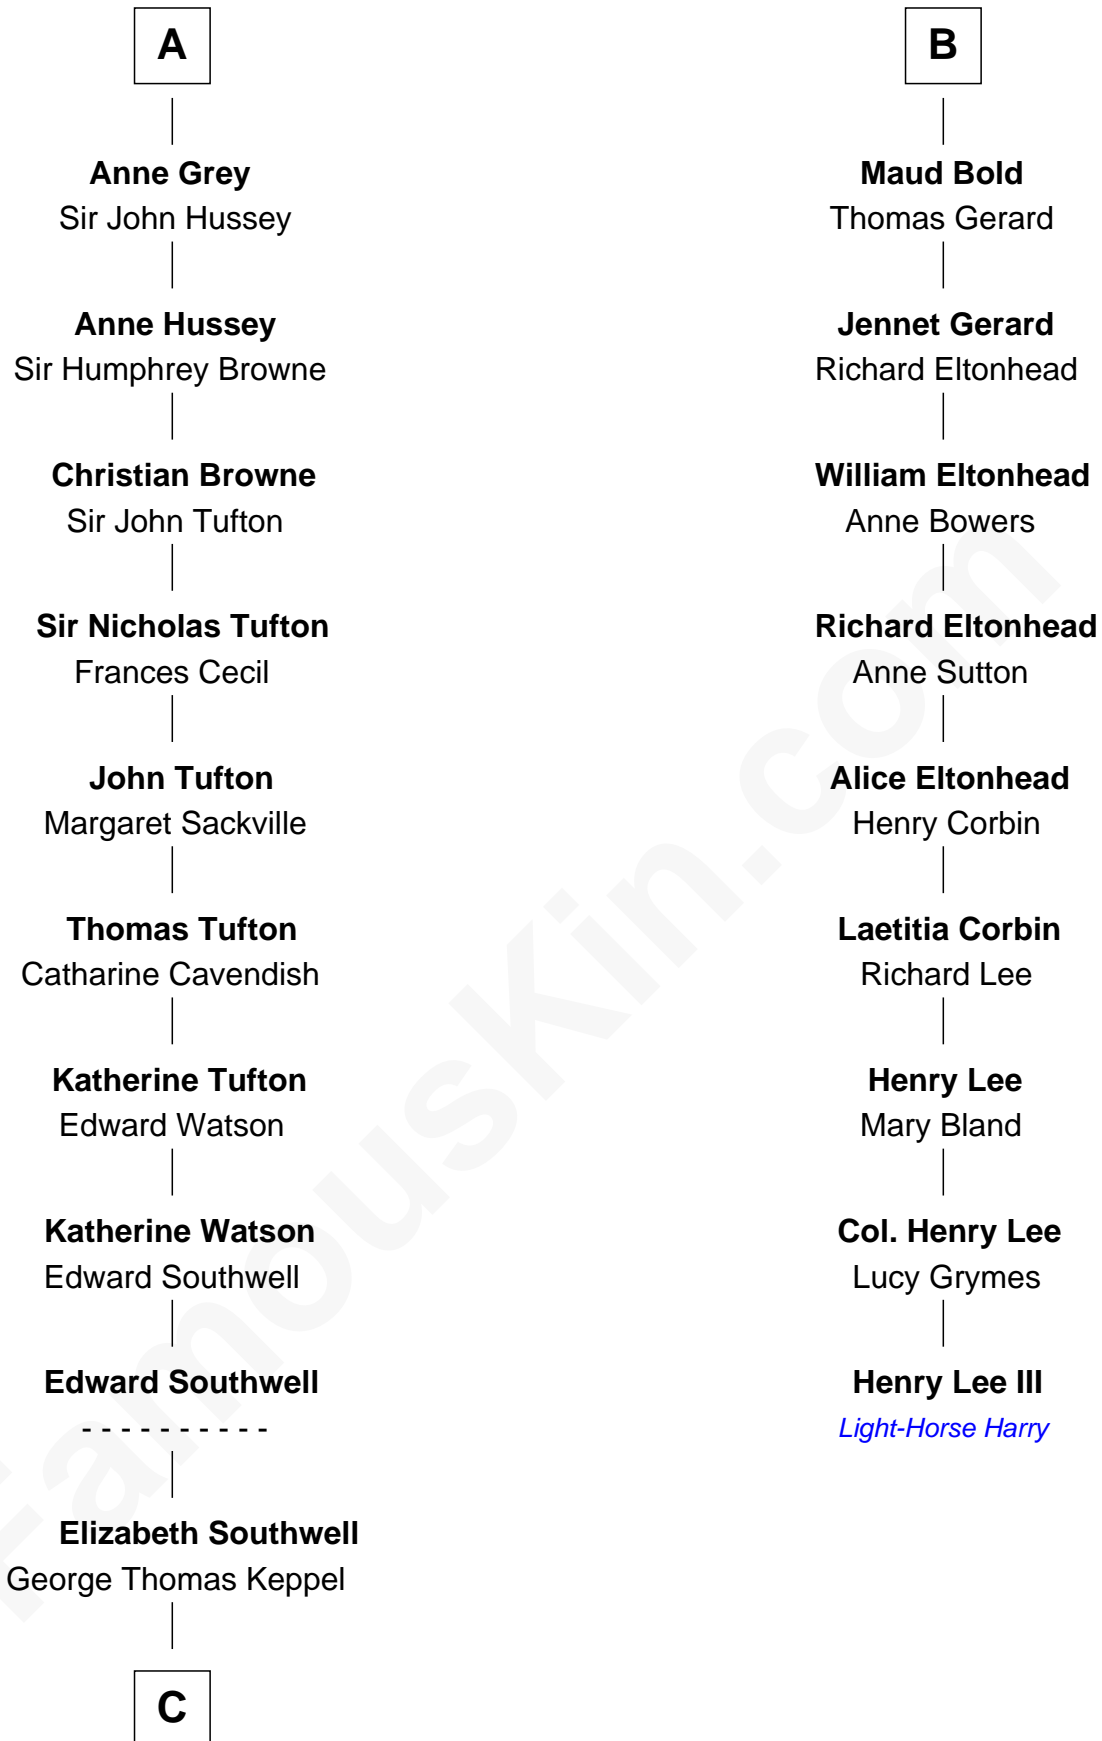 A
Anne Grey
Sir John Hussey
Anne Hussey
Sir Humphrey Browne
Christian Browne
Sir John Tufton
Sir Nicholas Tufton
Frances Cecil
John Tufton
Margaret Sackville
Thomas Tufton
Catharine Cavendish
Katherine Tufton
Edward Watson
Katherine Watson
Edward Southwell
Edward Southwell
- - - - - - - - - -
Elizabeth Southwell
George Thomas Keppel
C
B
Maud Bold
Thomas Gerard
Jennet Gerard
Richard Eltonhead
William Eltonhead
Anne Bowers
Richard Eltonhead
Anne Sutton
Alice Eltonhead
Henry Corbin
Laetitia Corbin
Richard Lee
Henry Lee
Mary Bland
Col. Henry Lee
Lucy Grymes
Henry Lee III
Light-Horse Harry
FamousKin.com